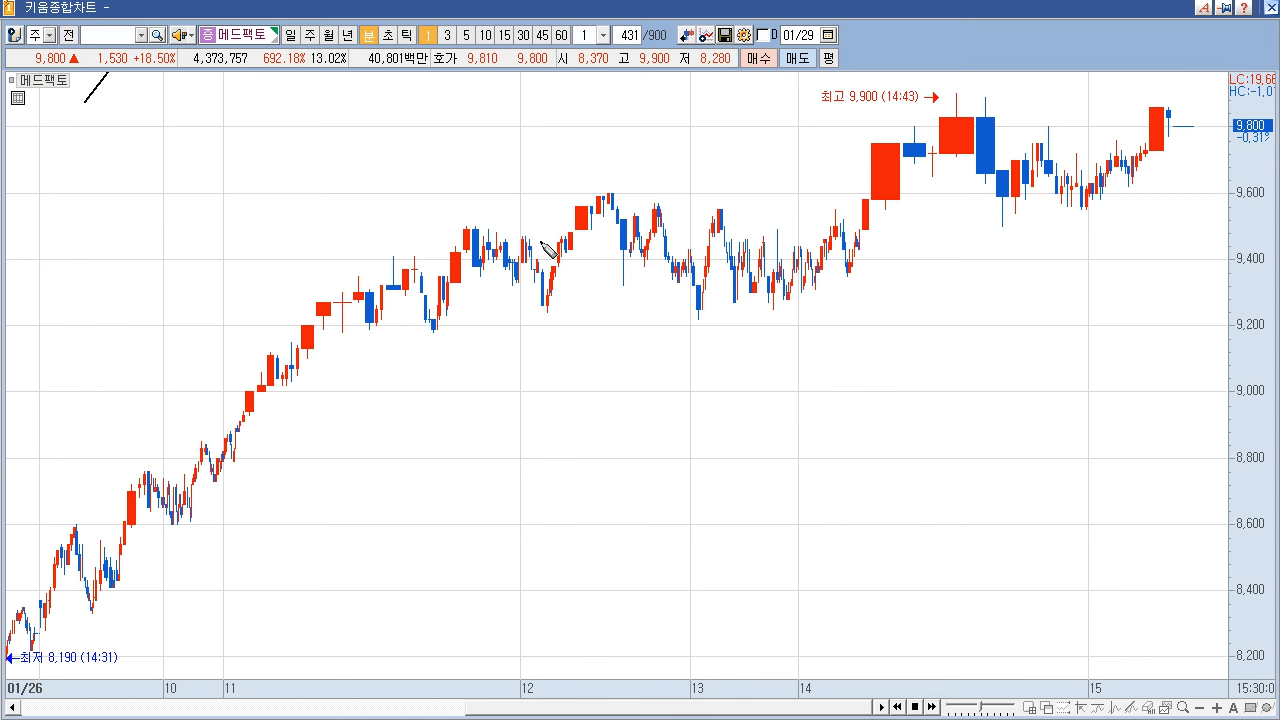 키움종합차트 -
주 전 증 메드팩토 일 주 월 년 분 초 틱 1 3 5 10 15 30 45 60 1 431 /900 D 01/29
9,800 ▲ 1,530 +18.50% 4,373,757 692.18% 13.02% 40,801백만 호가 9,810 9,800 시 8,370 고 9,900 저 8,280 매수 매도 평
메드팩토
LC:19,66
HC:-1,0
최고 9,900 (14:43)
9,800
-0,31%
9,600
9,400
9,200
9,000
8,800
8,600
8,400
8,200
최저 8,190 (14:31)
01/26 10 11 12 13 14 15 15:30:0
A